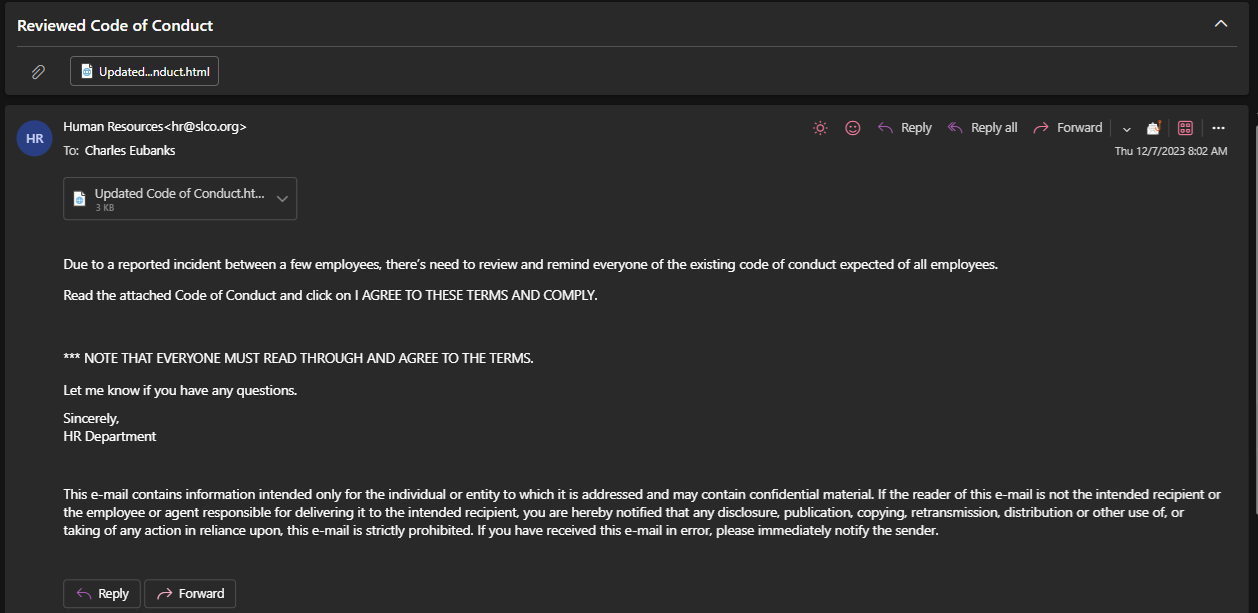 Reviewed Code of Conduct
Updated...nduct.html
HR
Human Resources<hr@slco.org>
To: Charles Eubanks
Reply
Reply all
Forward
Thu 12/7/2023 8:02 AM
Updated Code of Conduct.ht...
3 KB
Due to a reported incident between a few employees, there's need to review and remind everyone of the existing code of conduct expected of all employees.
Read the attached Code of Conduct and click on I AGREE TO THESE TERMS AND COMPLY.
*** NOTE THAT EVERYONE MUST READ THROUGH AND AGREE TO THE TERMS.
Let me know if you have any questions.
Sincerely,
HR Department
This e-mail contains information intended only for the individual or entity to which it is addressed and may contain confidential material. If the reader of this e-mail is not the intended recipient or
the employee or agent responsible for delivering it to the intended recipient, you are hereby notified that any disclosure, publication, copying, retransmission, distribution or other use of, or
taking of any action in reliance upon, this e-mail is strictly prohibited. If you have received this e-mail in error, please immediately notify the sender.
Reply
Forward